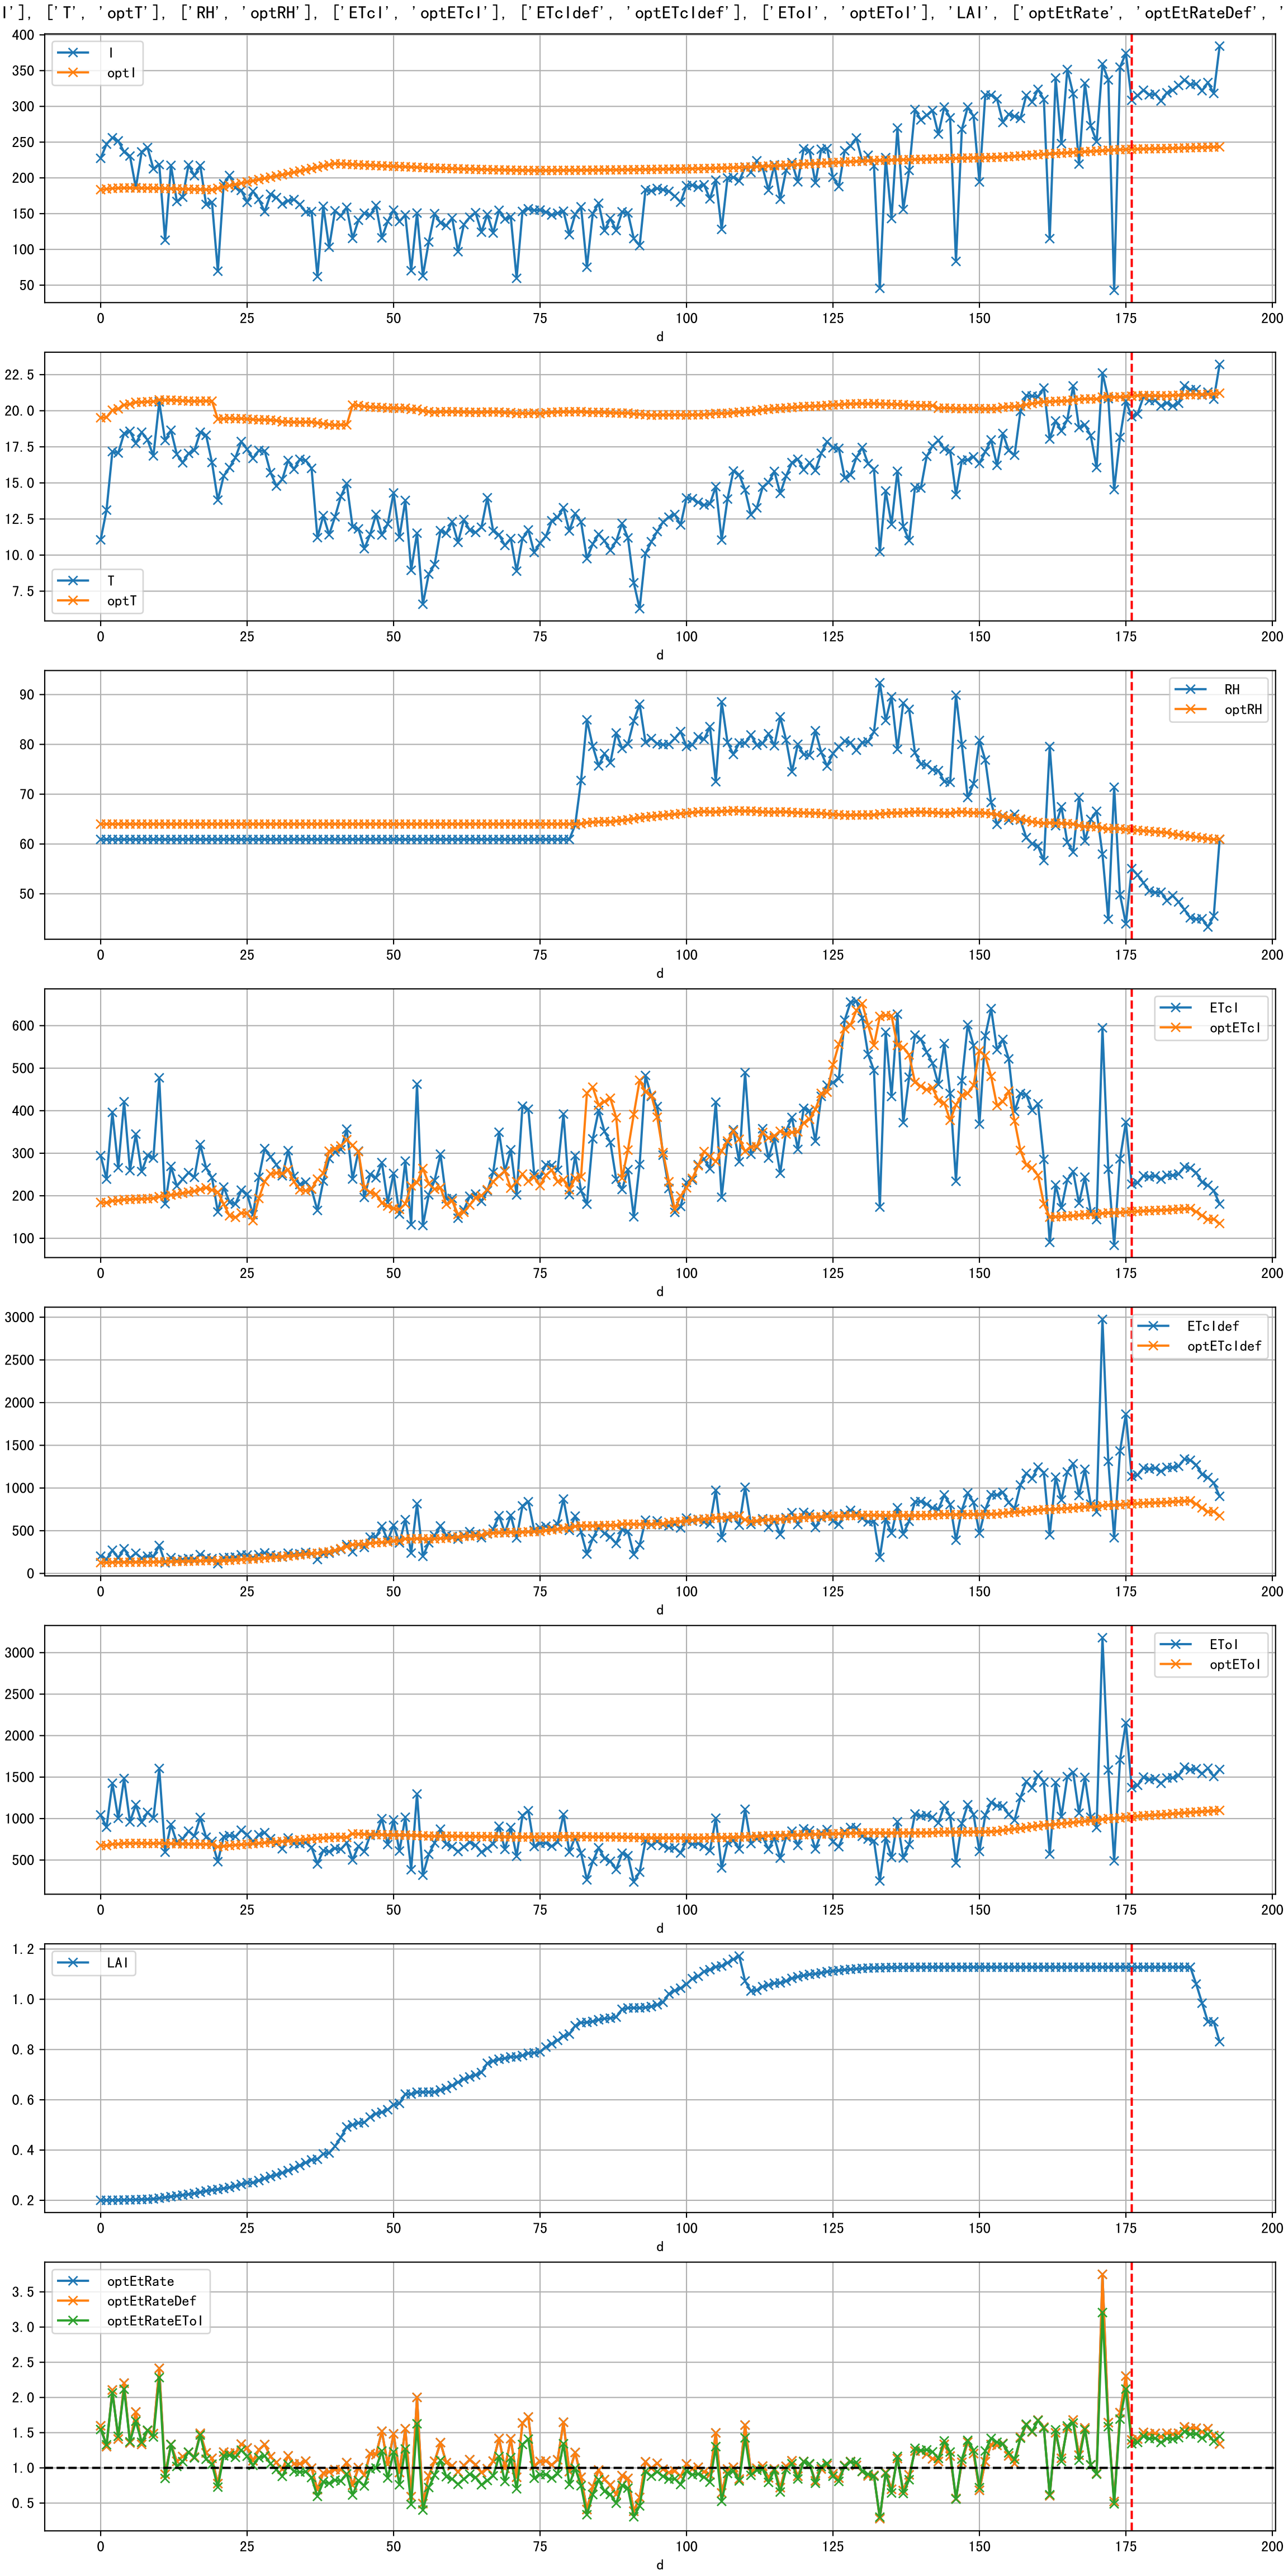 I'], ['T', 'optT'], ['RH', 'optRH'], ['ETcI', 'optETcI'], ['ETcIdef', 'optETcIdef'], ['EToI', 'optEToI'], 'LAI', ['optEtRate', 'optEtRateDef', '
400
350
300
250
200
150
100
50
I
optI
0 25 50 75 100 125 150 175 200
d
22.5
20.0
17.5
15.0
12.5
10.0
7.5
T
optT
0 25 50 75 100 125 150 175 200
d
90
80
70
60
50
RH
optRH
0 25 50 75 100 125 150 175 200
d
600
500
400
300
200
100
ETcI
optETcI
0 25 50 75 100 125 150 175 200
d
3000
2500
2000
1500
1000
500
0
ETcIdef
optETcIdef
0 25 50 75 100 125 150 175 200
d
3000
2500
2000
1500
1000
500
EToI
optEToI
0 25 50 75 100 125 150 175 200
d
1.2
1.0
0.8
0.6
0.4
0.2
LAI
0 25 50 75 100 125 150 175 200
d
3.5
3.0
2.5
2.0
1.5
1.0
0.5
optEtRate
optEtRateDef
optEtRateEToI
0 25 50 75 100 125 150 175 200
d